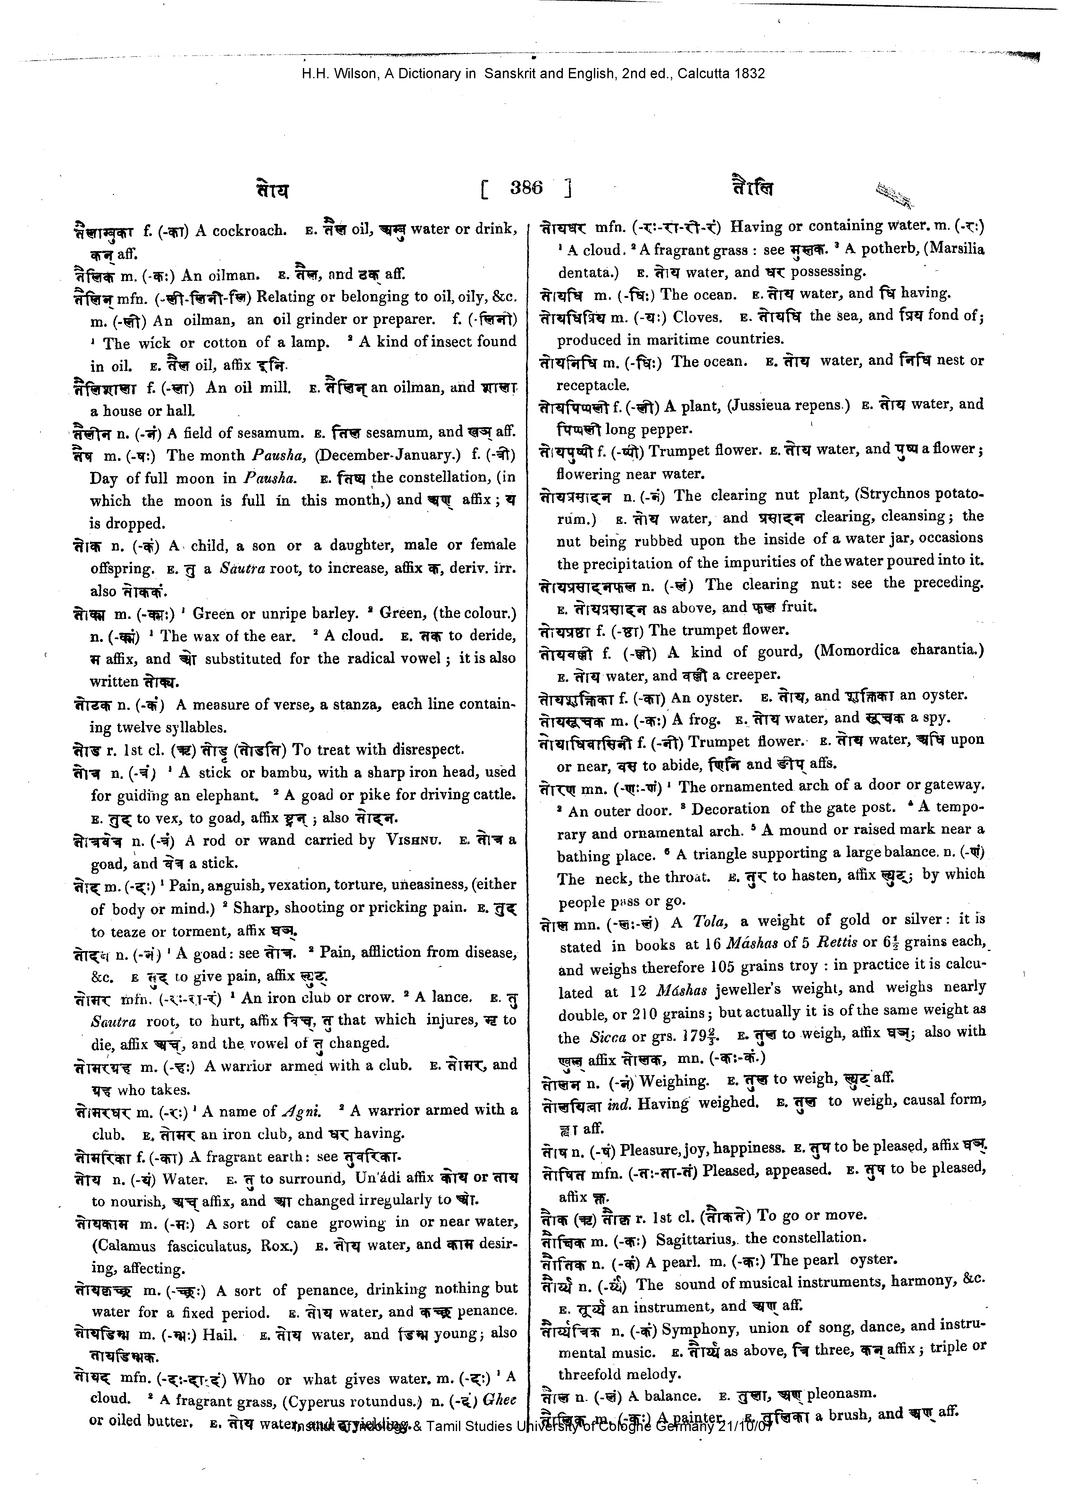 H.H. Wilson, A Dictionary in Sanskrit and English, 2nd ed., Calcutta 1832
तोय [ 386 ] तौलि
तैलाम्बुका f. (-का) A cockroach. E. तैल oil, अम्बु water or drink,
कन् aff.
तैलिक m. (-कः) An oilman. E. तैल, and ठक् aff.
तैलिन् mfn. (-ली-लिनी-लि) Relating or belonging to oil, oily, &c.
m. (-ली) An oilman, an oil grinder or preparer. f. (-लिनी)
¹ The wick or cotton of a lamp. ² A kind of insect found
in oil. E. तैल oil, affix इनि.
तैलिशाला f. (-ला) An oil mill. E. तैलिन् an oilman, and शाला
a house or hall.
तैलीन n. (-नं) A field of sesamum. E. तिल sesamum, and खञ् aff.
तैष m. (-षः) The month Pausha, (December-January.) f. (-षी)
Day of full moon in Pausha. E. तिष्य the constellation, (in
which the moon is full in this month,) and अण् affix ; य
is dropped.
तोक n. (-कं) A child, a son or a daughter, male or female
offspring. E. तु a Sautra root, to increase, affix क, deriv. irr.
also तोककं.
तोक्म m. (-क्मः) ¹ Green or unripe barley. ² Green, (the colour.)
n. (-क्मं) ¹ The wax of the ear. ² A cloud. E. तक to deride,
म affix, and ओ substituted for the radical vowel ; it is also
written तोक्म.
तोटक n. (-कं) A measure of verse, a stanza, each line contain-
ing twelve syllables.
तोड r. 1st cl. (ऋ) तोडृ (तोडति) To treat with disrespect.
तोत्र n. (-त्रं) ¹ A stick or bambu, with a sharp iron head, used
for guiding an elephant. ² A goad or pike for driving cattle.
E. तुद् to vex, to goad, affix ष्ट्रन् ; also तोदन.
तोत्रवेत्र n. (-त्रं) A rod or wand carried by VISHNU. E. तोत्र a
goad, and वेत्र a stick.
तोद m. (-दः) ¹ Pain, anguish, vexation, torture, uneasiness, (either
of body or mind.) ² Sharp, shooting or pricking pain. E. तुद्
to teaze or torment, affix घञ्.
तोदन n. (-नं) ¹ A goad : see तोत्र. ² Pain, affliction from disease,
&c. E तुद् to give pain, affix ल्युट्.
तोमर mfn. (-रः-रा-रं) ¹ An iron club or crow. ² A lance. E. तु
Sautra root, to hurt, affix विच्, तु that which injures, मृ to
die, affix अच्, and the vowel of तु changed.
तोमरग्रह m. (-हः) A warrior armed with a club. E. तोमर, and
ग्रह who takes.
तोमरधर m. (-रः) ¹ A name of Agni. ² A warrior armed with a
club. E. तोमर an iron club, and धर having.
तोमरिका f. (-का) A fragrant earth : see तुवरिका.
तोय n. (-यं) Water. E. तु to surround, Un'ádi affix कोय or ताय
to nourish, अच् affix, and आ changed irregularly to ओ.
तोयकाम m. (-मः) A sort of cane growing in or near water,
(Calamus fasciculatus, Rox.) E. तोय water, and काम desir-
ing, affecting.
तोयकृच्छ्र m. (-च्छ्रः) A sort of penance, drinking nothing but
water for a fixed period. E. तोय water, and कृच्छ्र penance.
तोयडिम्भ m. (-म्भः) Hail. E. तोय water, and डिम्भ young ; also
तायडिम्भक.
तोयद mfn. (-दः-दा-दं) Who or what gives water. m. (-दः) ¹ A
cloud. ² A fragrant grass, (Cyperus rotundus.) n. (-दं) Ghee
or oiled butter. E. तोय water, and द yielding.
तोयधर mfn. (-रः-रा-री-रं) Having or containing water. m. (-रः)
¹ A cloud. ² A fragrant grass : see मुस्तक. ³ A potherb, (Marsilia
dentata.) E. तोय water, and धर possessing.
तोयधि m. (-धिः) The ocean. E. तोय water, and धि having.
तोयधिप्रिय m. (-यः) Cloves. E. तोयधि the sea, and प्रिय fond of ;
produced in maritime countries.
तोयनिधि m. (-धिः) The ocean. E. तोय water, and निधि nest or
receptacle.
तोयपिप्पली f. (-ली) A plant, (Jussieua repens.) E. तोय water, and
पिप्पली long pepper.
तोयपुष्पी f. (-ष्पी) Trumpet flower. E. तोय water, and पुष्प a flower ;
flowering near water.
तोयप्रसादन n. (-नं) The clearing nut plant, (Strychnos potato-
rum.) E. तोय water, and प्रसादन clearing, cleansing ; the
nut being rubbed upon the inside of a water jar, occasions
the precipitation of the impurities of the water poured into it.
तोयप्रसादनफल n. (-लं) The clearing nut : see the preceding.
E. तोयप्रसादन as above, and फल fruit.
तोयप्रष्ठा f. (-ष्ठा) The trumpet flower.
तोयवल्ली f. (-ल्ली) A kind of gourd, (Momordica charantia.)
E. तोय water, and वल्ली a creeper.
तोयशुक्तिका f. (-का) An oyster. E. तोय, and शुक्तिका an oyster.
तोयसूचक m. (-कः) A frog. E. तोय water, and सूचक a spy.
तोयाधिवासिनी f. (-नी) Trumpet flower. E. तोय water, अधि upon
or near, वस to abide, णिनि and ङीप् affs.
तोरण mn. (-णः-णं) ¹ The ornamented arch of a door or gateway.
² An outer door. ³ Decoration of the gate post. ⁴ A tempo-
rary and ornamental arch. ⁵ A mound or raised mark near a
bathing place. ⁶ A triangle supporting a large balance. n. (-णं)
The neck, the throat. E. तुर to hasten, affix ल्युट्; by which
people pass or go.
तोल mn. (-लः-लं) A Tola, a weight of gold or silver : it is
stated in books at 16 Máshas of 5 Rettis or 6½ grains each,
and weighs therefore 105 grains troy : in practice it is calcu-
lated at 12 Máshas jeweller's weight, and weighs nearly
double, or 210 grains ; but actually it is of the same weight as
the Sicca or grs. 179⅔. E. तुल to weigh, affix घञ्; also with
ण्वुल् affix तोलक, mn. (-कः-कं.)
तोलन n. (-नं) Weighing. E. तुल to weigh, ल्युट् aff.
तोलयित्वा ind. Having weighed. E. तुल to weigh, causal form,
त्वा aff.
तोष n. (-षं) Pleasure, joy, happiness. E. तुष to be pleased, affix घञ्.
तोषित mfn. (-तः-ता-तं) Pleased, appeased. E. तुष to be pleased,
affix क्त.
तौक (ऋ) तौकृ r. 1st cl. (तौकते) To go or move.
तौक्षिक m. (-कः) Sagittarius, the constellation.
तौतिक n. (-कं) A pearl. m. (-कः) The pearl oyster.
तौर्य्य n. (-र्य्यं) The sound of musical instruments, harmony, &c.
E. तूर्य्य an instrument, and अण् aff.
तौर्य्यत्रिक n. (-कं) Symphony, union of song, dance, and instru-
mental music. E. तौर्य्य as above, त्रि three, कन् affix ; triple or
threefold melody.
तौल n. (-लं) A balance. E. तुला, अण् pleonasm.
तौलिक m. (-कः) A painter. E. तुलिका a brush, and अण् aff.
Institut of Indology & Tamil Studies University of Cologne Germany 21/10/07